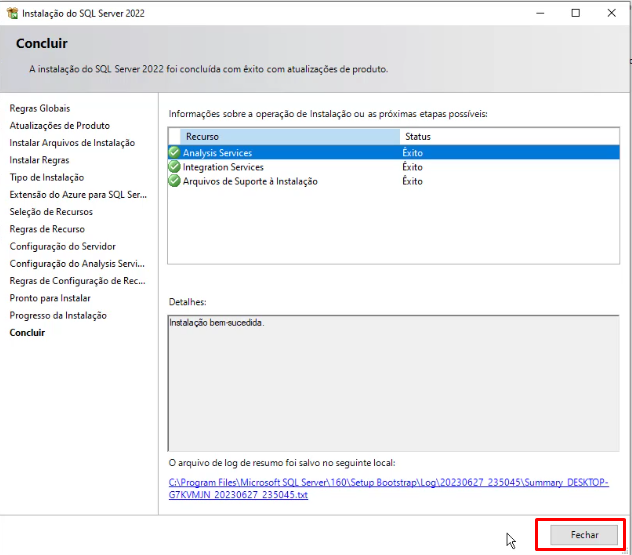 Instalação do SQL Server 2022
Concluir
A instalação do SQL Server 2022 foi concluída com êxito com atualizações de produto.
Regras Globais
Atualizações de Produto
Instalar Arquivos de Instalação
Instalar Regras
Tipo de Instalação
Extensão do Azure para SQL Ser...
Seleção de Recursos
Regras de Recurso
Configuração do Servidor
Configuração do Analysis Servi...
Regras de Configuração de Rec...
Pronto para Instalar
Progresso da Instalação
Concluir
Informações sobre a operação de Instalação ou as próximas etapas possíveis:
Recurso Status
Analysis Services Êxito
Integration Services Êxito
Arquivos de Suporte à Instalação Êxito
Detalhes:
Instalação bem-sucedida.
O arquivo de log de resumo foi salvo no seguinte local:
C:\Program Files\Microsoft SQL Server\160\Setup Bootstrap\Log\20230627_235045\Summary_DESKTOP-
G7KVMJN_20230627_235045.txt
Fechar